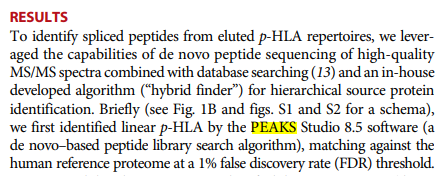 RESULTS
To identify spliced peptides from eluted p-HLA repertoires, we lever-
aged the capabilities of de novo peptide sequencing of high-quality
MS/MS spectra combined with database searching (13) and an in-house
developed algorithm (“hybrid finder”) for hierarchical source protein
identification. Briefly (see Fig. 1B and figs. S1 and S2 for a schema),
we first identified linear p-HLA by the PEAKS Studio 8.5 software (a
de novo–based peptide library search algorithm), matching against the
human reference proteome at a 1% false discovery rate (FDR) threshold.